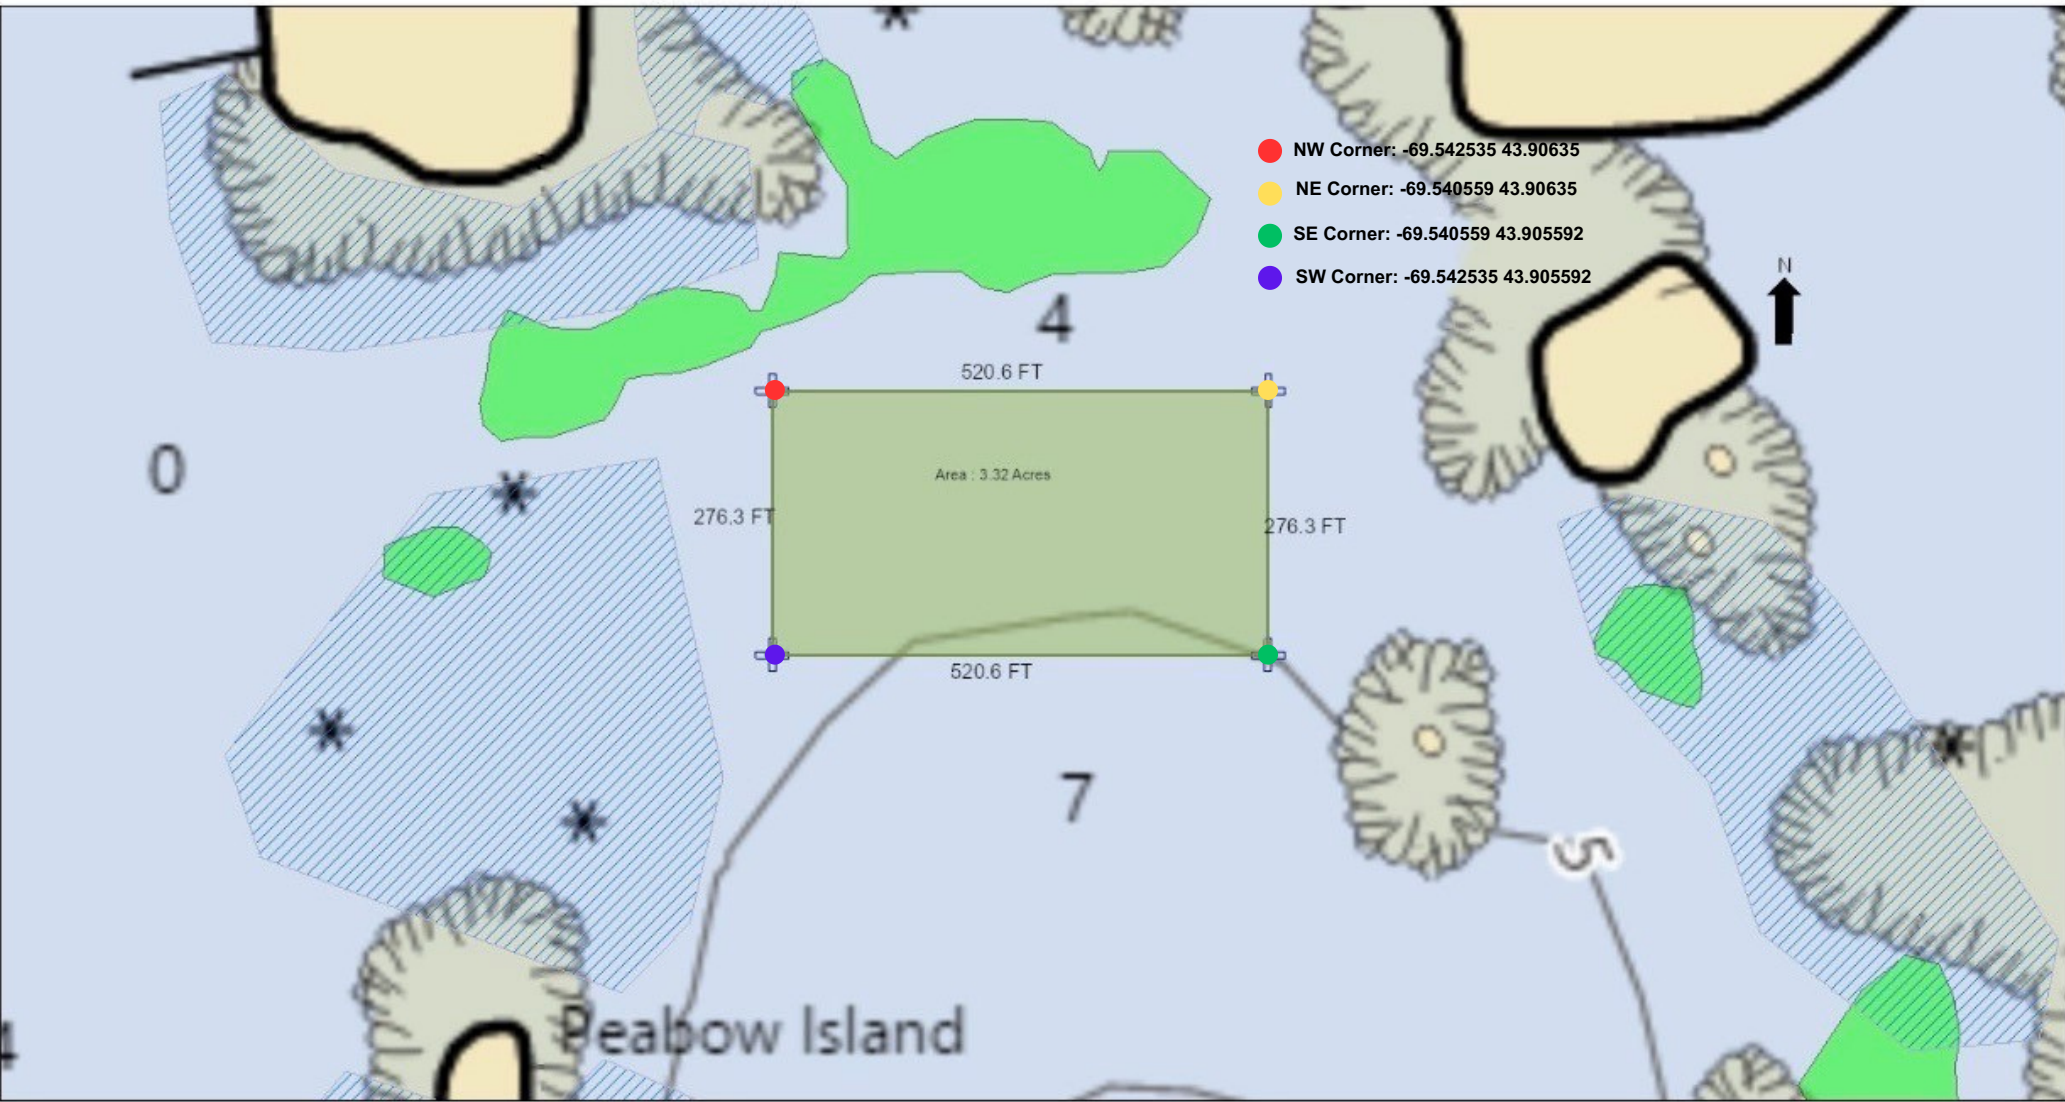 NW Corner: -69.542535 43.90635
NE Corner: -69.540559 43.90635
SE Corner: -69.540559 43.905592
SW Corner: -69.542535 43.905592
N
4
520.6 FT
0
Area : 3.32 Acres
276.3 FT
276.3 FT
520.6 FT
7
5
Peabow Island
4